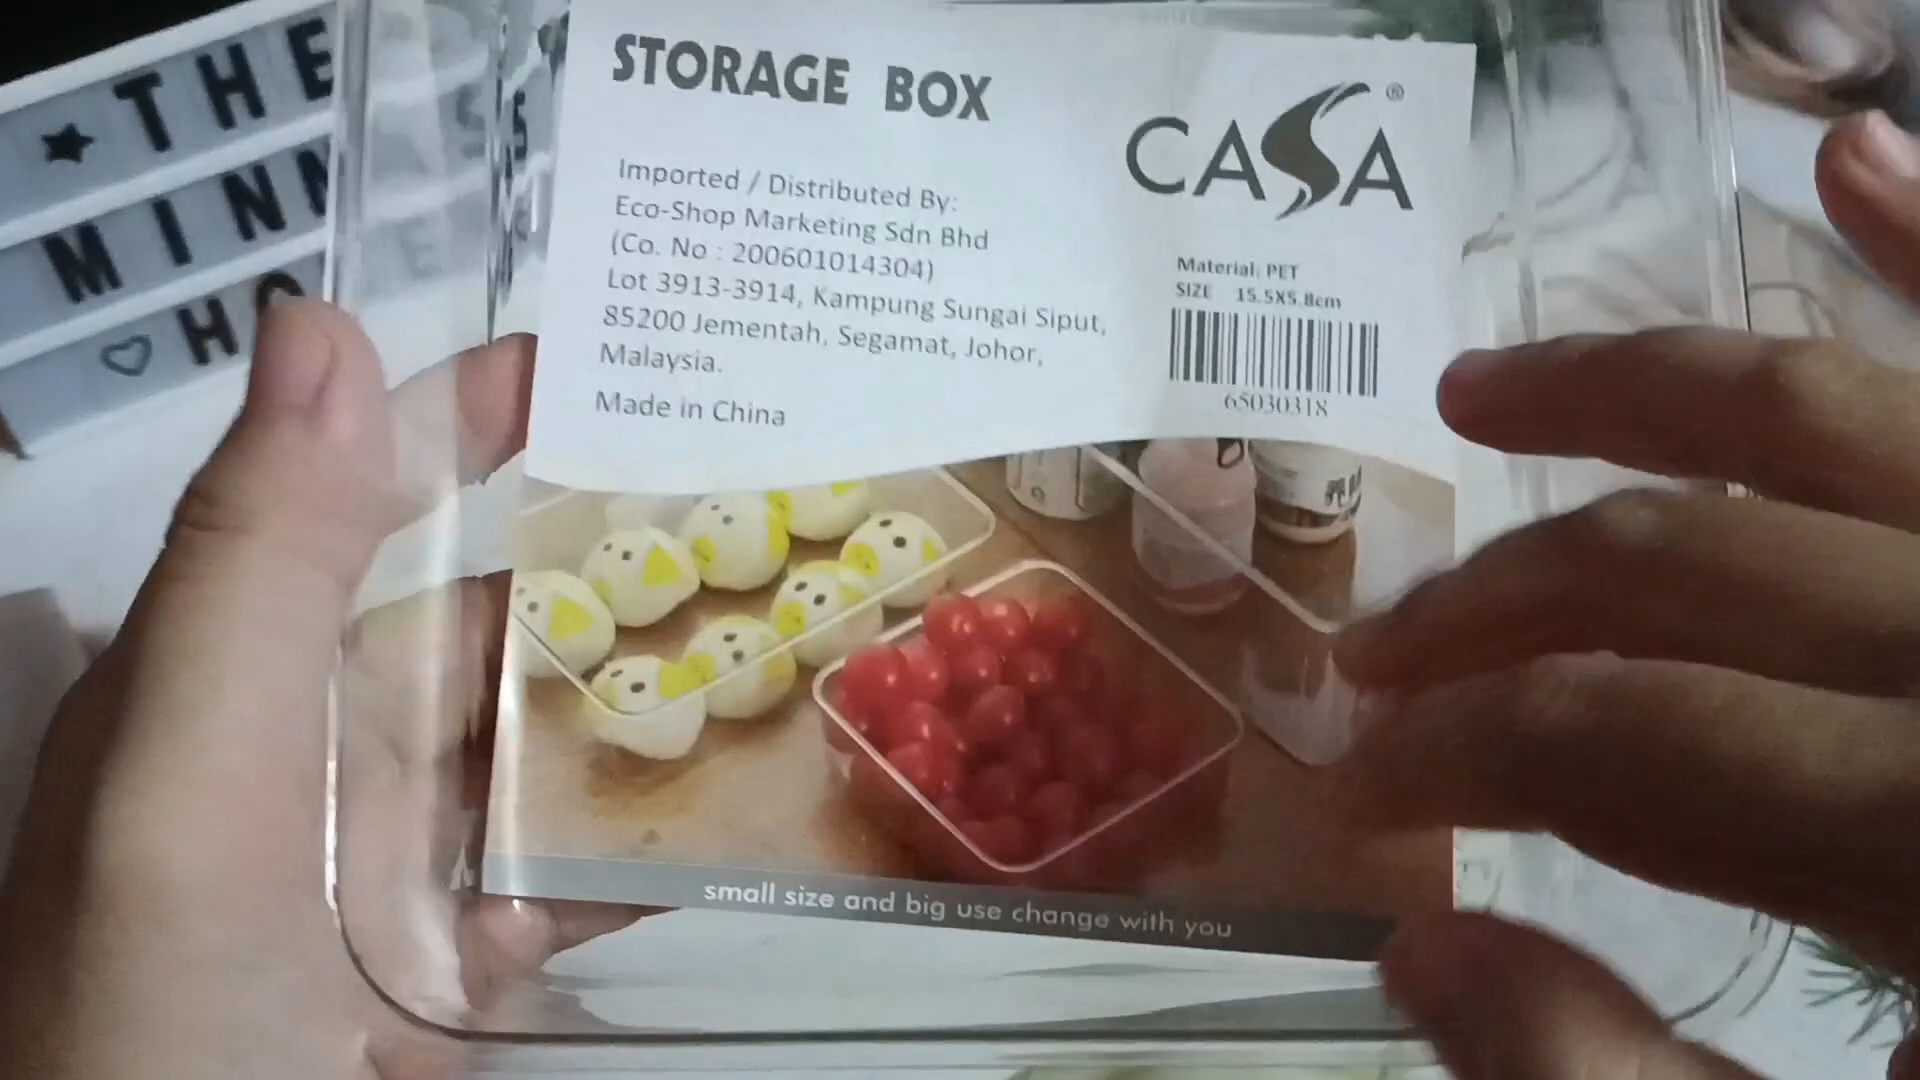 THE
MINN
HO
STORAGE BOX
CASA®
Imported / Distributed By:
Eco-Shop Marketing Sdn Bhd
(Co. No : 200601014304)
Lot 3913-3914, Kampung Sungai Siput,
85200 Jementah, Segamat, Johor,
Malaysia.
Made in China
Material: PET
SIZE 15.5X5.8cm
65030318
small size and big use change with you